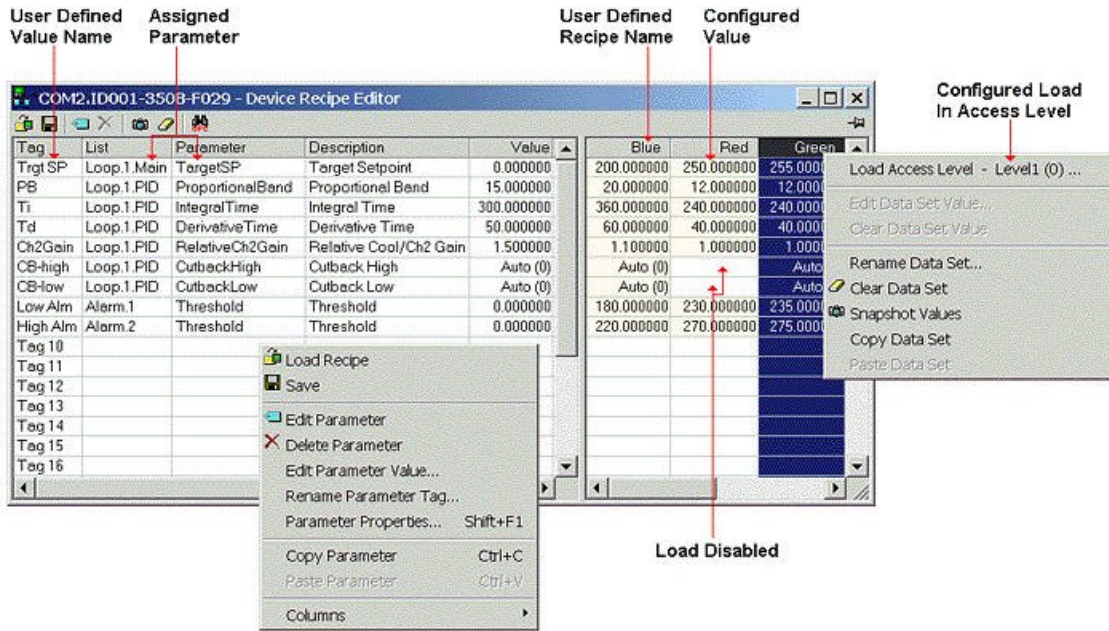 User Defined Value Name
Assigned Parameter
User Defined Recipe Name
Configured Value
Configured Load In Access Level
COM2.ID001-3508-F029 - Device Recipe Editor
Tag List Parameter Description Value Blue Red Green
Trgt SP Loop.1.Main TargetSP Target Setpoint 0.000000 200.000000 250.000000 255.0000
PB Loop.1.PID ProportionalBand Proportional Band 15.000000 20.000000 12.000000 12.0000
Ti Loop.1.PID IntegralTime Integral Time 300.000000 360.000000 240.000000 240.0000
Td Loop.1.PID DerivativeTime Derivative Time 50.000000 60.000000 40.000000 40.0000
Ch2Gain Loop.1.PID RelativeCh2Gain Relative Cool/Ch2 Gain 1.500000 1.100000 1.000000 1.0000
CB-high Loop.1.PID CutbackHigh Cutback High Auto (0) Auto (0) Auto
CB-low Loop.1.PID CutbackLow Cutback Low Auto (0) Auto (0) Auto
Low Alm Alarm.1 Threshold Threshold 0.000000 180.000000 230.000000 235.0000
High Alm Alarm.2 Threshold Threshold 0.000000 220.000000 270.000000 275.0000
Tag 10
Tag 11
Tag 12
Tag 13
Tag 14
Tag 15
Tag 16
Load Recipe
Save
Edit Parameter
Delete Parameter
Edit Parameter Value...
Rename Parameter Tag...
Parameter Properties... Shift+F1
Copy Parameter Ctrl+C
Paste Parameter Ctrl+V
Columns
Load Access Level - Level1 (0) ...
Edit Data Set Value...
Clear Data Set Value
Rename Data Set...
Clear Data Set
Snapshot Values
Copy Data Set
Paste Data Set
Load Disabled